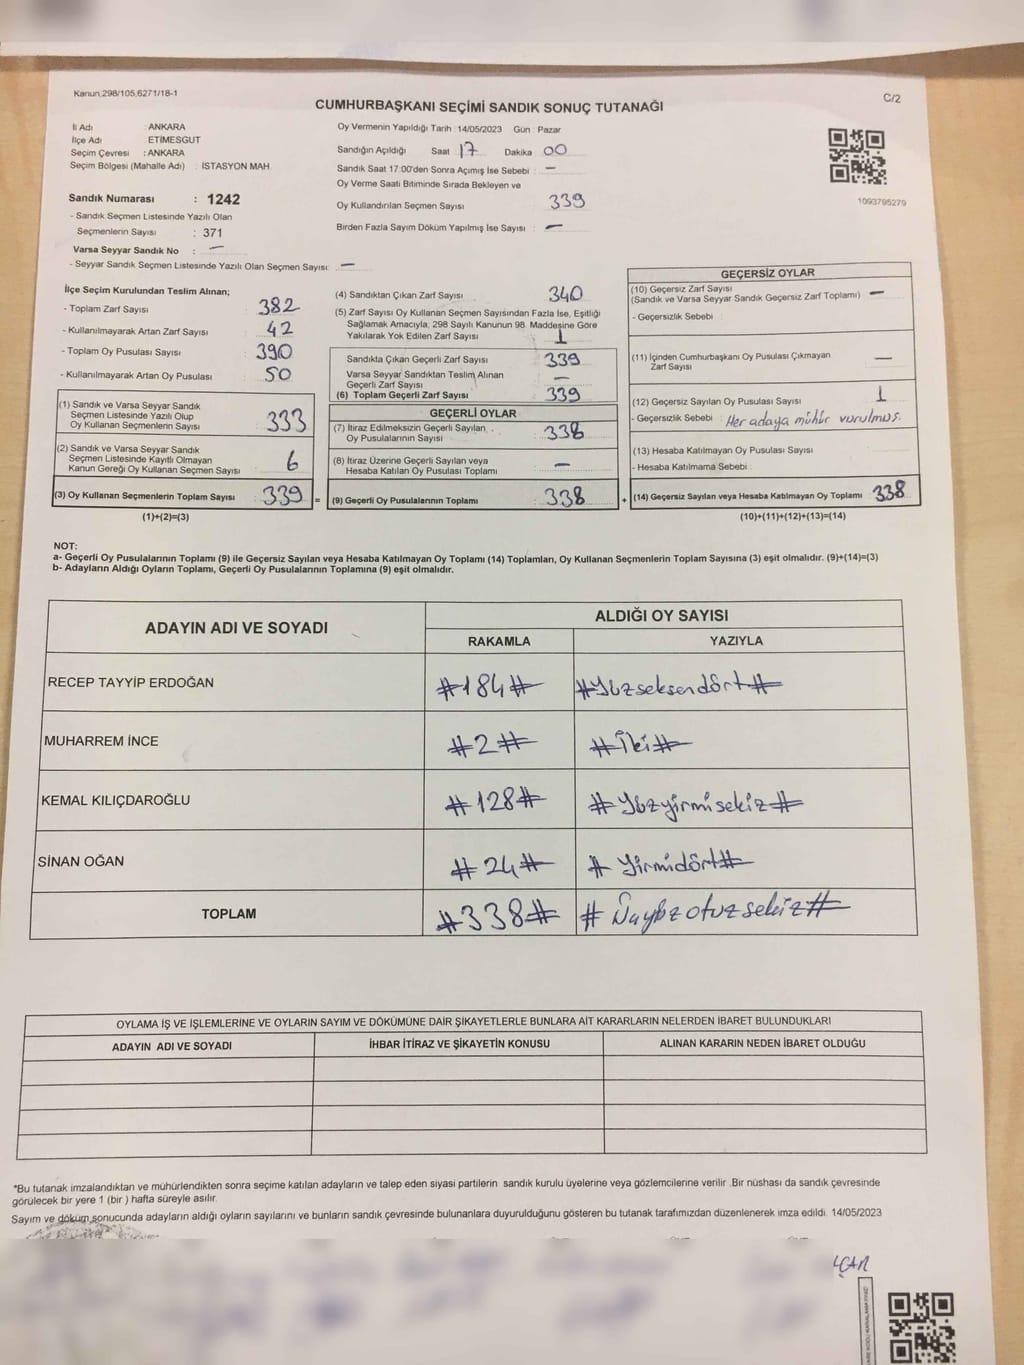 Kanun 298/105,6271/18-1
C/2
CUMHURBAŞKANI SEÇİMİ SANDIK SONUÇ TUTANAĞI
İl Adı : ANKARA
İlçe Adı : ETİMESGUT
Seçim Çevresi : ANKARA
Seçim Bölgesi (Mahalle Adı) : İSTASYON MAH.
Sandık Numarası : 1242
- Sandık Seçmen Listesinde Yazılı Olan
Seçmenlerin Sayısı : 371
Varsa Seyyar Sandık No : —
- Seyyar Sandık Seçmen Listesinde Yazılı Olan Seçmen Sayısı: —
Oy Vermenin Yapıldığı Tarih :14/05/2023 Gün : Pazar
Sandığın Açıldığı Saat 17 Dakika 00
Sandık Saat 17:00'den Sonra Açımış İse Sebebi : —
Oy Verme Saati Bitiminde Sırada Bekleyen ve
Oy Kullandırılan Seçmen Sayısı 339
Birden Fazla Sayım Döküm Yapılmış İse Sayısı : —
1093795279
İlçe Seçim Kurulundan Teslim Alınan;
- Toplam Zarf Sayısı 382
- Kullanılmayarak Artan Zarf Sayısı 42
- Toplam Oy Pusulası Sayısı 390
- Kullanılmayarak Artan Oy Pusulası 50
(1) Sandık ve Varsa Seyyar Sandık
Seçmen Listesinde Yazılı Olup
Oy Kullanan Seçmenlerin Sayısı 333
(2) Sandık ve Varsa Seyyar Sandık
Seçmen Listesinde Kayıtlı Olmayan
Kanun Gereği Oy Kullanan Seçmen Sayısı 6
(3) Oy Kullanan Seçmenlerin Toplam Sayısı 339 =
(1)+(2)=(3)
(4) Sandıktan Çıkan Zarf Sayısı 340
(5) Zarf Sayısı Oy Kullanan Seçmen Sayısından Fazla İse, Eşitliği
Sağlamak Amacıyla, 298 Sayılı Kanunun 98. Maddesine Göre
Yakılarak Yok Edilen Zarf Sayısı 1
Sandıkta Çıkan Geçerli Zarf Sayısı 339
Varsa Seyyar Sandıktan Teslim Alınan
Geçerli Zarf Sayısı —
(6) Toplam Geçerli Zarf Sayısı 339
GEÇERLİ OYLAR
(7) İtiraz Edilmeksizin Geçerli Sayılan
Oy Pusulalarının Sayısı 338
(8) İtiraz Üzerine Geçerli Sayılan veya
Hesaba Katılan Oy Pusulası Toplamı —
(9) Geçerli Oy Pusulalarının Toplamı 338 +
GEÇERSİZ OYLAR
(10) Geçersiz Zarf Sayısı
(Sandık ve Varsa Seyyar Sandık Geçersiz Zarf Toplamı) —
- Geçersizlik Sebebi :
(11) İçinden Cumhurbaşkanı Oy Pusulası Çıkmayan
Zarf Sayısı —
(12) Geçersiz Sayılan Oy Pusulası Sayısı 1
- Geçersizlik Sebebi : Her adaya mühür vurulmuş.
(13) Hesaba Katılmayan Oy Pusulası Sayısı
- Hesaba Katılmama Sebebi :
(14) Geçersiz Sayılan veya Hesaba Katılmayan Oy Toplamı 338
(10)+(11)+(12)+(13)=(14)
NOT:
a- Geçerli Oy Pusulalarının Toplamı (9) ile Geçersiz Sayılan veya Hesaba Katılmayan Oy Toplamı (14) Toplamları, Oy Kullanan Seçmenlerin Toplam Sayısına (3) eşit olmalıdır. (9)+(14)=(3)
b- Adayların Aldığı Oyların Toplamı, Geçerli Oy Pusulalarının Toplamına (9) eşit olmalıdır.
ADAYIN ADI VE SOYADI
ALDIĞI OY SAYISI
RAKAMLA YAZIYLA
RECEP TAYYİP ERDOĞAN #184# #Yüzseksendört#
MUHARREM İNCE #2# #İki#
KEMAL KILIÇDAROĞLU #128# #Yüzyirmisekiz#
SİNAN OĞAN #24# #Yirmidört#
TOPLAM #338# #Üçyüzotuzsekiz#
OYLAMA İŞ VE İŞLEMLERİNE VE OYLARIN SAYIM VE DÖKÜMÜNE DAİR ŞİKAYETLERLE BUNLARA AİT KARARLARIN NELERDEN İBARET BULUNDUKLARI
ADAYIN ADI VE SOYADI İHBAR İTİRAZ VE ŞİKAYETİN KONUSU ALINAN KARARIN NEDEN İBARET OLDUĞU
*Bu tutanak imzalandıktan ve mühürlendikten sonra seçime katılan adayların ve talep eden siyasi partilerin sandık kurulu üyelerine veya gözlemcilerine verilir .Bir nüshası da sandık çevresinde
görülecek bir yere 1 (bir ) hafta süreyle asılır.
Sayım ve döküm sonucunda adayların aldığı oyların sayılarını ve bunların sandık çevresinde bulunanlara duyurulduğunu gösteren bu tutanak tarafımızdan düzenlenerek imza edildi. 14/05/2023